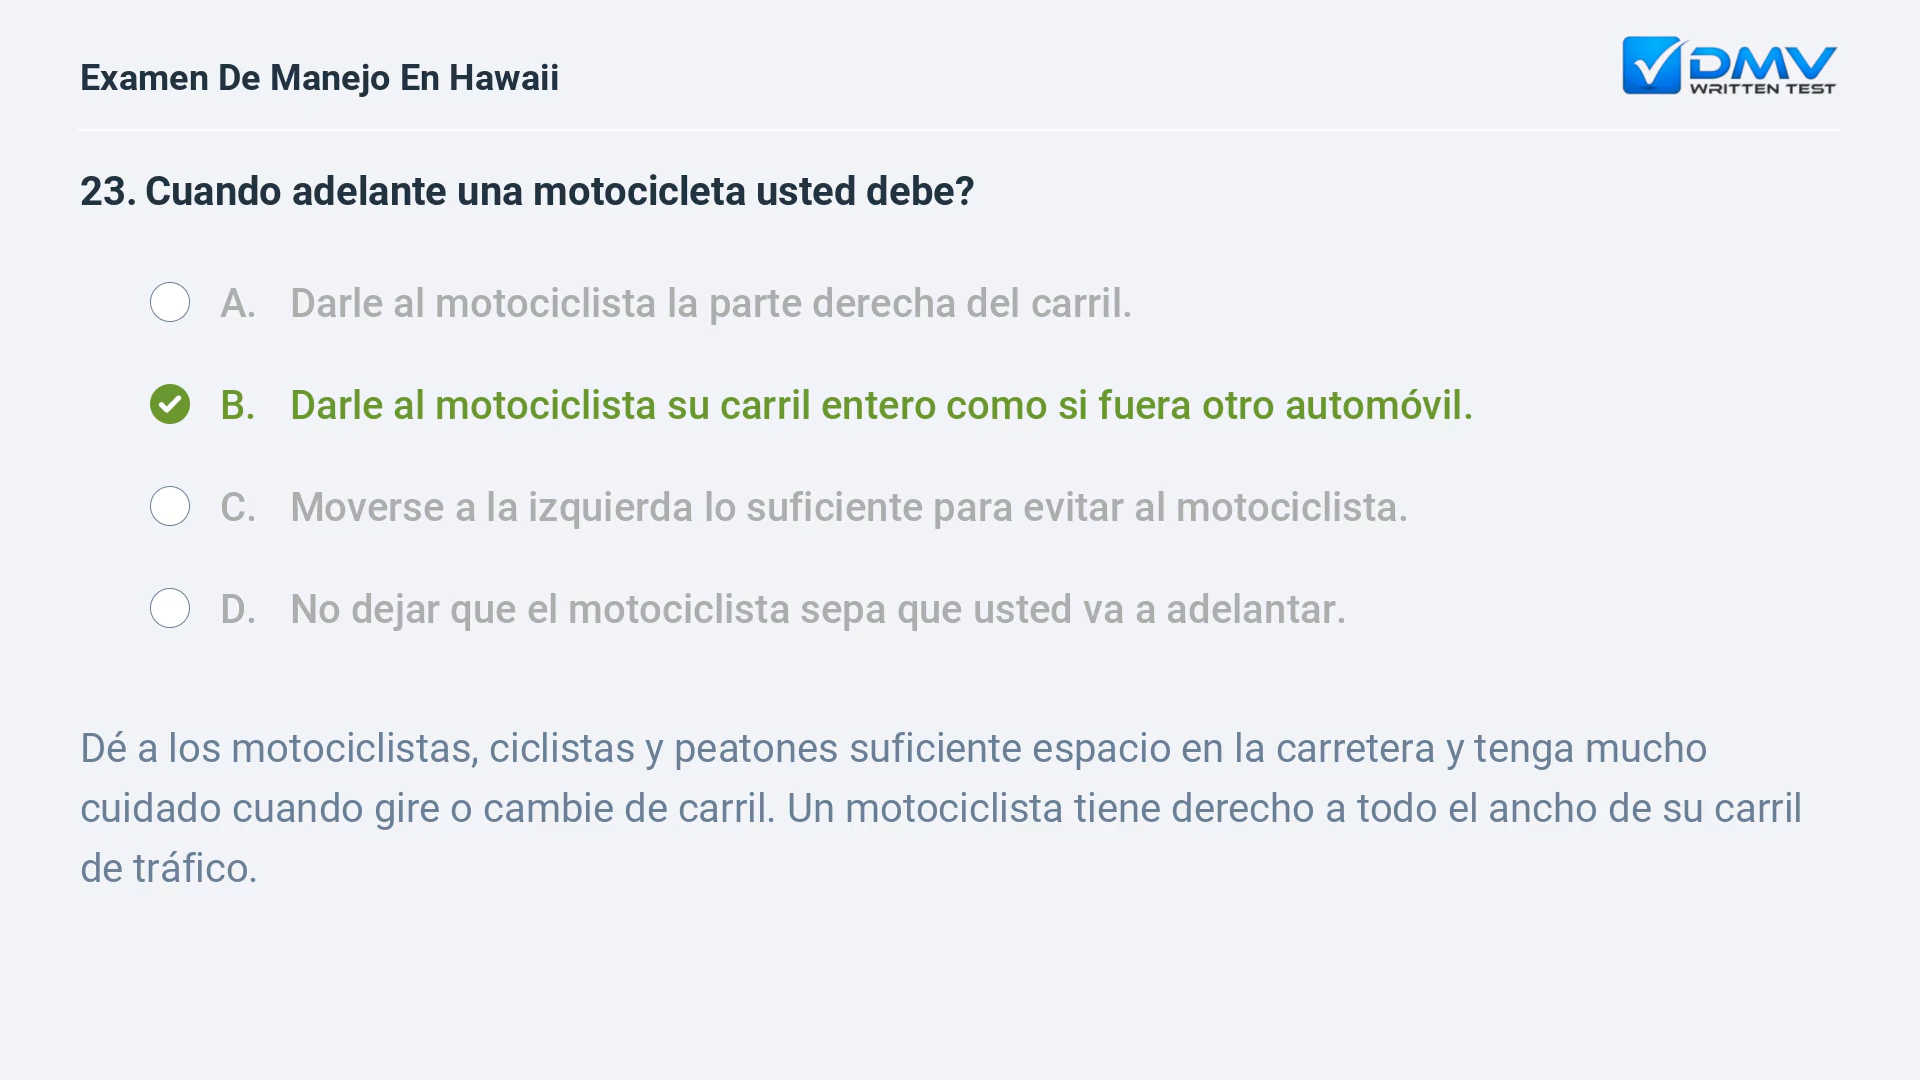 Examen De Manejo En Hawaii
DMV
WRITTEN TEST
23. Cuando adelante una motocicleta usted debe?
A. Darle al motociclista la parte derecha del carril.
B. Darle al motociclista su carril entero como si fuera otro automóvil.
C. Moverse a la izquierda lo suficiente para evitar al motociclista.
D. No dejar que el motociclista sepa que usted va a adelantar.
Dé a los motociclistas, ciclistas y peatones suficiente espacio en la carretera y tenga mucho
cuidado cuando gire o cambie de carril. Un motociclista tiene derecho a todo el ancho de su carril
de tráfico.